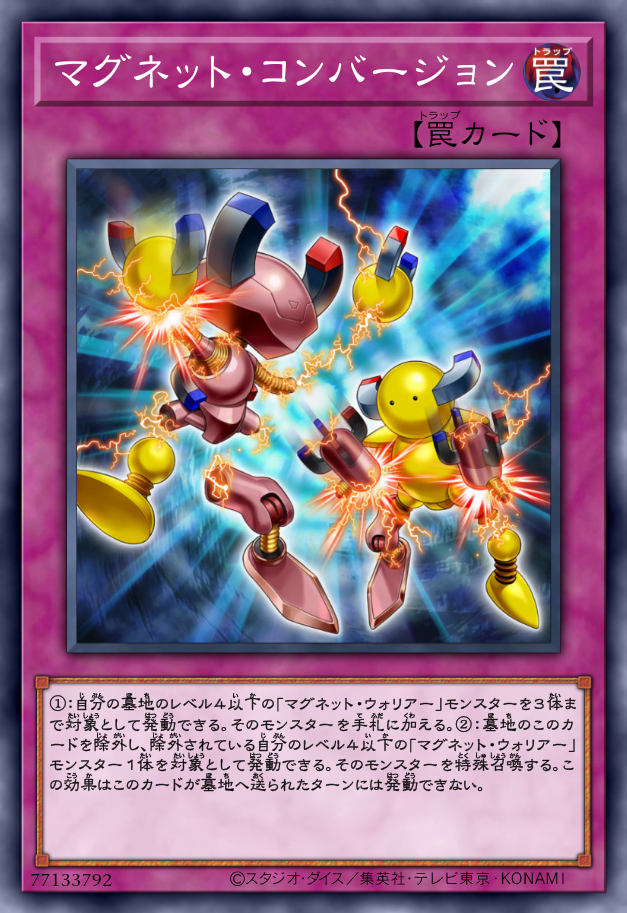 マグネット・コンバージョン
トラップ
罠
トラップ
【罠カード】
①:自分の墓地のレベル4以下の「マグネット・ウォリアー」モンスターを3体ま
で対象として発動できる。そのモンスターを手札に加える。②:墓地のこのカ
ードを除外し、除外されている自分のレベル4以下の「マグネット・ウォリアー」
モンスター1体を対象として発動できる。そのモンスターを特殊召喚する。こ
の効果はこのカードが墓地へ送られたターンには発動できない。
77133792
©スタジオ・ダイス/集英社・テレビ東京・KONAMI